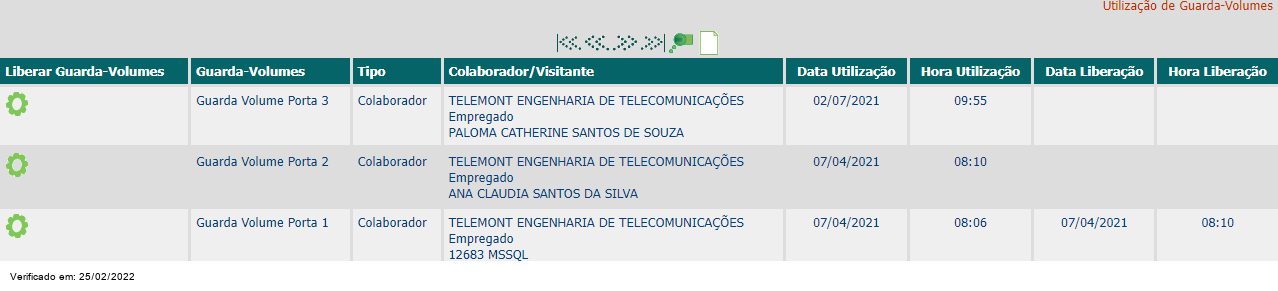 Utilização de Guarda-Volumes
Liberar Guarda-Volumes Guarda-Volumes Tipo Colaborador/Visitante Data Utilização Hora Utilização Data Liberação Hora Liberação
Guarda Volume Porta 3 Colaborador TELEMONT ENGENHARIA DE TELECOMUNICAÇÕES 02/07/2021 09:55
Empregado
PALOMA CATHERINE SANTOS DE SOUZA
Guarda Volume Porta 2 Colaborador TELEMONT ENGENHARIA DE TELECOMUNICAÇÕES 07/04/2021 08:10
Empregado
ANA CLAUDIA SANTOS DA SILVA
Guarda Volume Porta 1 Colaborador TELEMONT ENGENHARIA DE TELECOMUNICAÇÕES 07/04/2021 08:06 07/04/2021 08:10
Empregado
12683 MSSQL
Verificado em: 25/02/2022